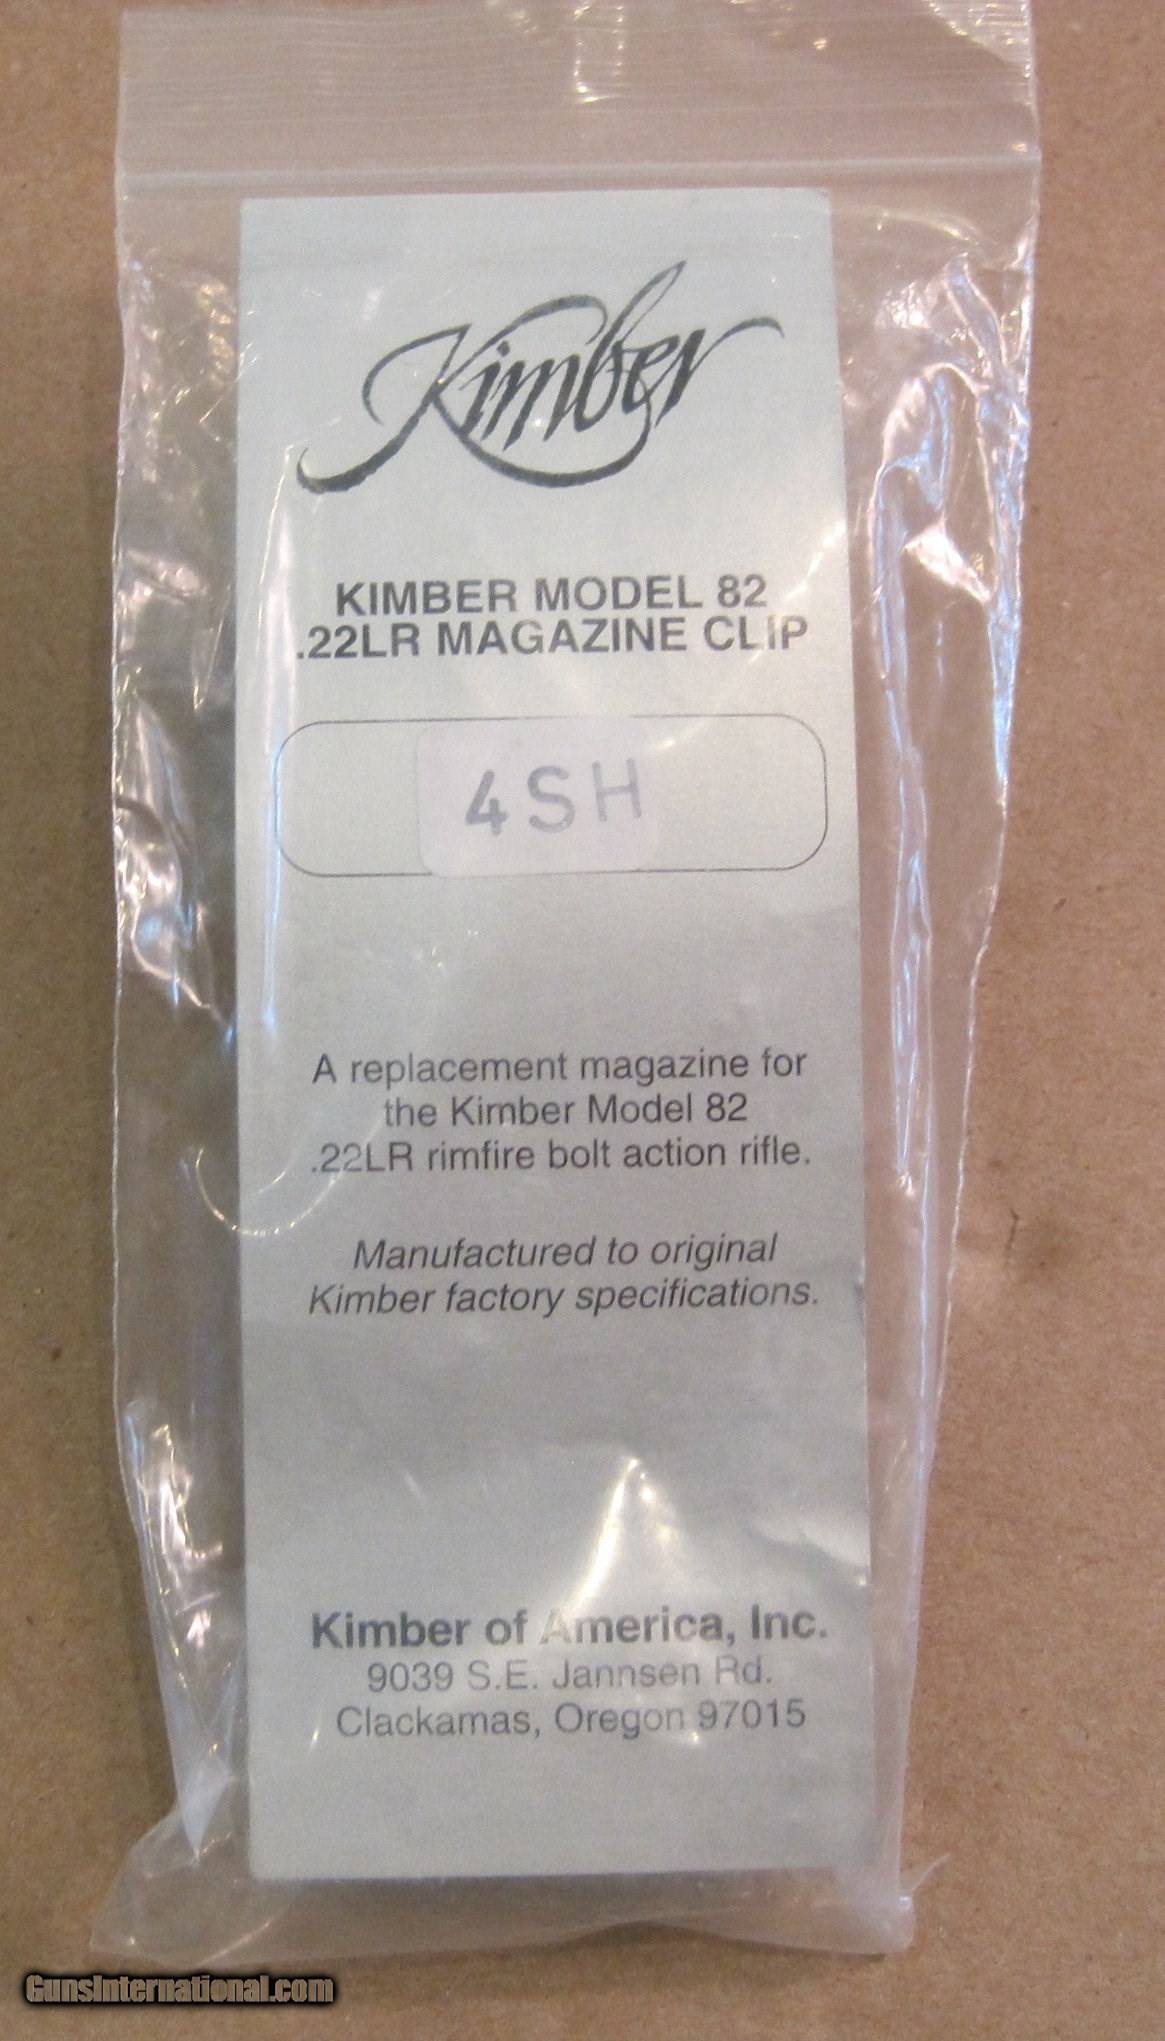 Kimber
KIMBER MODEL 82
.22LR MAGAZINE CLIP
4SH
A replacement magazine for
the Kimber Model 82
.22LR rimfire bolt action rifle.
Manufactured to original
Kimber factory specifications.
Kimber of America, Inc.
9039 S.E. Jannsen Rd.
Clackamas, Oregon 97015
GunsInternational.com